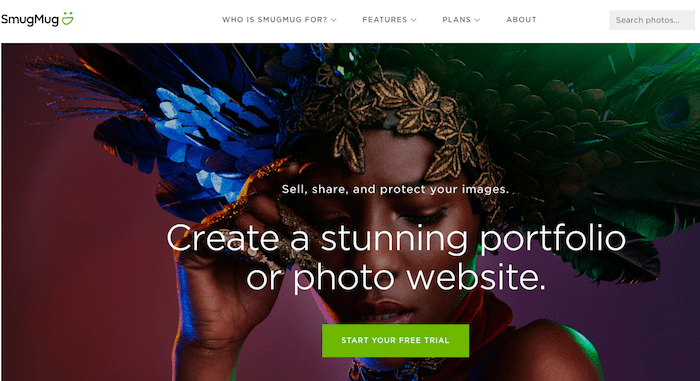 SmugMug
WHO IS SMUGMUG FOR?
FEATURES
PLANS
ABOUT
Search photos...
Sell, share, and protect your images.
Create a stunning portfolio
or photo website.
START YOUR FREE TRIAL